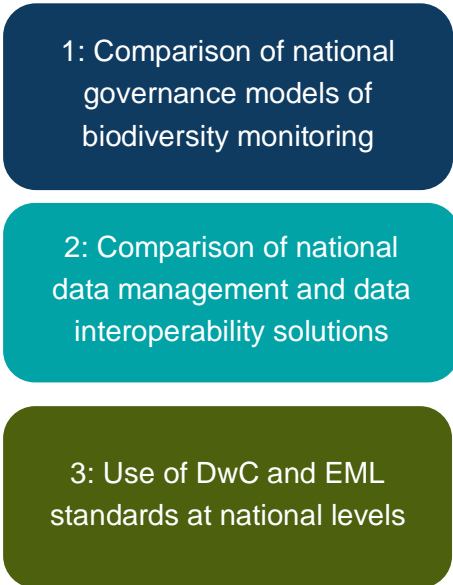 1: Comparison of national
governance models of
biodiversity monitoring
2: Comparison of national
data management and data
interoperability solutions
3: Use of DwC and EML
standards at national levels